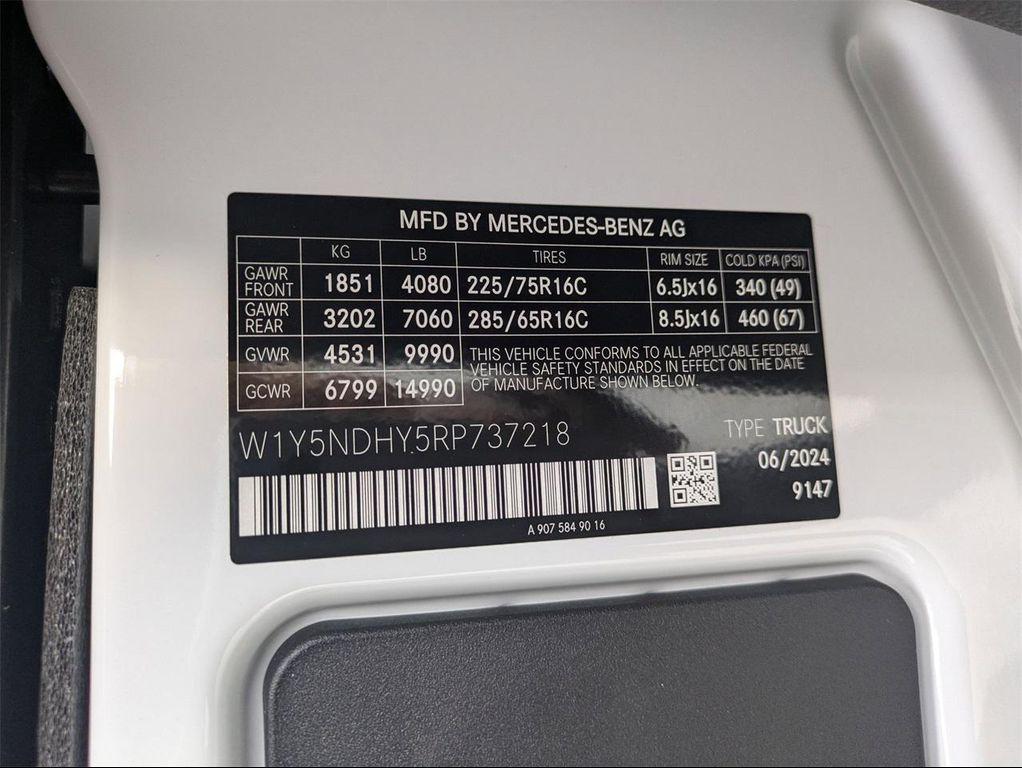 MFD BY MERCEDES-BENZ AG
KG LB TIRES RIM SIZE COLD KPA (PSI)
GAWR FRONT 1851 4080 225/75R16C 6.5Jx16 340 (49)
GAWR REAR 3202 7060 285/65R16C 8.5Jx16 460 (67)
GVWR 4531 9990
GCWR 6799 14990
THIS VEHICLE CONFORMS TO ALL APPLICABLE FEDERAL
VEHICLE SAFETY STANDARDS IN EFFECT ON THE DATE
OF MANUFACTURE SHOWN BELOW.
W1Y5NDHY5RP737218
TYPE TRUCK
06/2024
9147
A 907 584 90 16